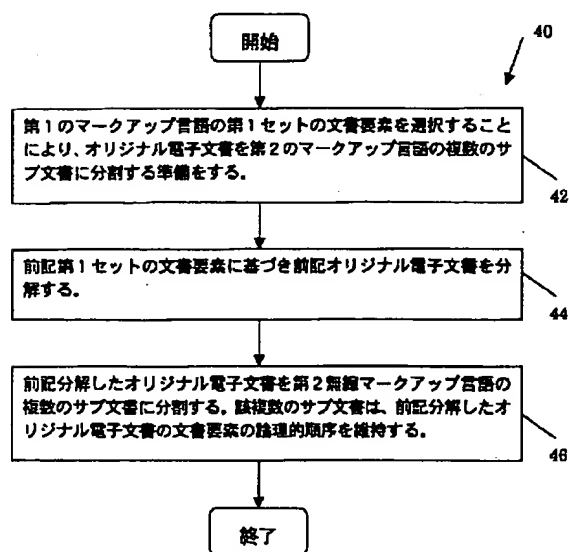 開始
40
第1のマークアップ言語の第1セットの文書要素を選択すること
により、オリジナル電子文書を第2のマークアップ言語の複数のサ
ブ文書に分割する準備をする。
42
前記第1セットの文書要素に基づき前記オリジナル電子文書を分
解する。
44
前記分解したオリジナル電子文書を第2無線マークアップ言語の
複数のサブ文書に分割する。該複数のサブ文書は、前記分解したオ
リジナル電子文書の文書要素の論理的順序を維持する。
46
終了